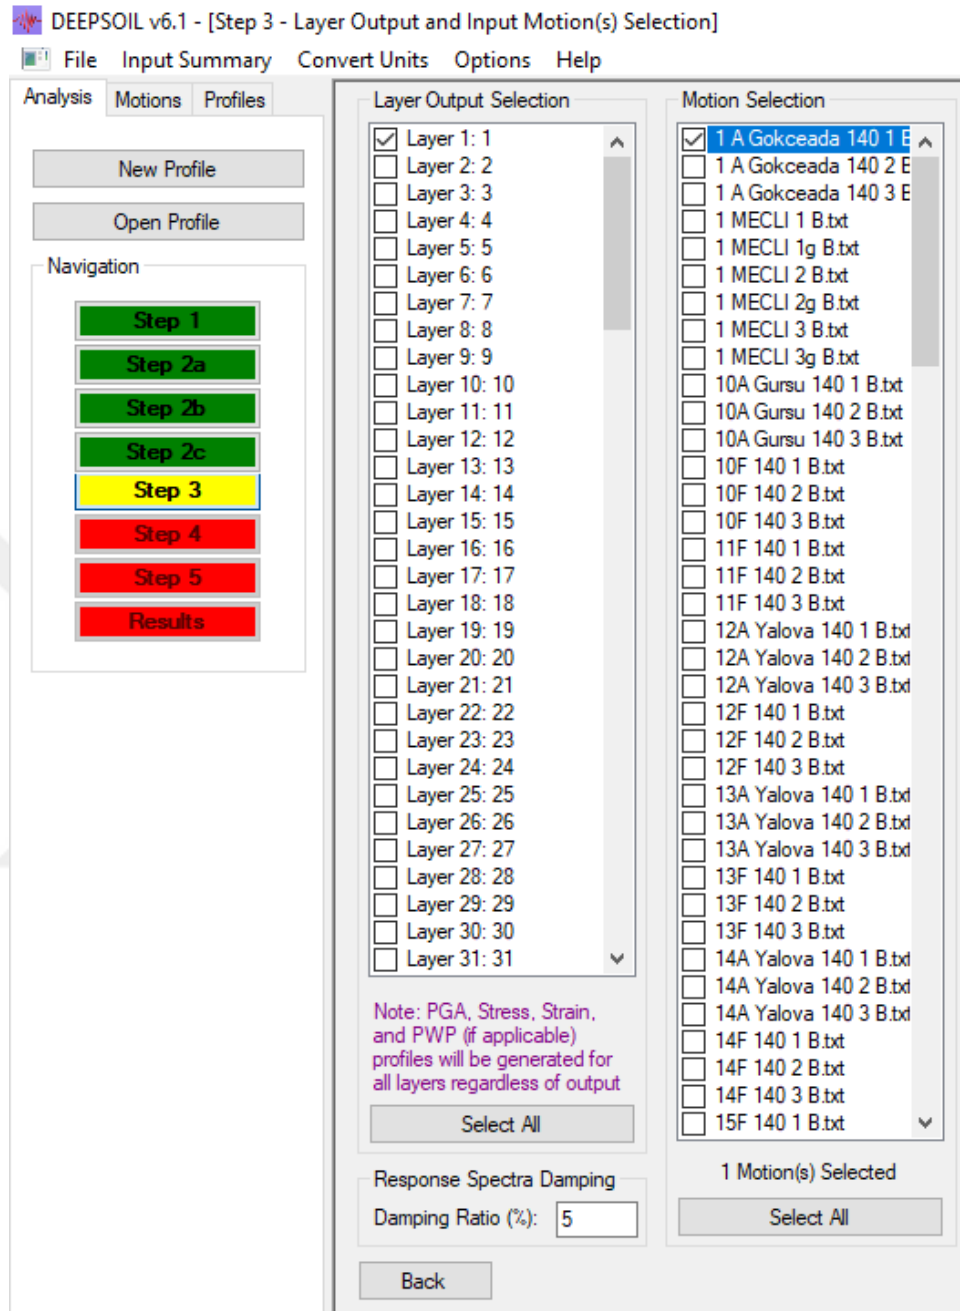 DEEPSOIL v6.1 - [Step 3 - Layer Output and Input Motion(s) Selection]
File Input Summary Convert Units Options Help
Analysis Motions Profiles
New Profile
Open Profile
Navigation
Step 1
Step 2a
Step 2b
Step 2c
Step 3
Step 4
Step 5
Results
Layer Output Selection
Layer 1: 1
Layer 2: 2
Layer 3: 3
Layer 4: 4
Layer 5: 5
Layer 6: 6
Layer 7: 7
Layer 8: 8
Layer 9: 9
Layer 10: 10
Layer 11: 11
Layer 12: 12
Layer 13: 13
Layer 14: 14
Layer 15: 15
Layer 16: 16
Layer 17: 17
Layer 18: 18
Layer 19: 19
Layer 20: 20
Layer 21: 21
Layer 22: 22
Layer 23: 23
Layer 24: 24
Layer 25: 25
Layer 26: 26
Layer 27: 27
Layer 28: 28
Layer 29: 29
Layer 30: 30
Layer 31: 31
Note: PGA, Stress, Strain,
and PWP (if applicable)
profiles will be generated for
all layers regardless of output
Select All
Response Spectra Damping
Damping Ratio (%): 5
Back
Motion Selection
1 A Gokceada 140 1 B
1 A Gokceada 140 2 B
1 A Gokceada 140 3 B
1 MECLI 1 B.txt
1 MECLI 1g B.txt
1 MECLI 2 B.txt
1 MECLI 2g B.txt
1 MECLI 3 B.txt
1 MECLI 3g B.txt
10A Gursu 140 1 B.txt
10A Gursu 140 2 B.txt
10A Gursu 140 3 B.txt
10F 140 1 B.txt
10F 140 2 B.txt
10F 140 3 B.txt
11F 140 1 B.txt
11F 140 2 B.txt
11F 140 3 B.txt
12A Yalova 140 1 B.txt
12A Yalova 140 2 B.txt
12A Yalova 140 3 B.txt
12F 140 1 B.txt
12F 140 2 B.txt
12F 140 3 B.txt
13A Yalova 140 1 B.txt
13A Yalova 140 2 B.txt
13A Yalova 140 3 B.txt
13F 140 1 B.txt
13F 140 2 B.txt
13F 140 3 B.txt
14A Yalova 140 1 B.txt
14A Yalova 140 2 B.txt
14A Yalova 140 3 B.txt
14F 140 1 B.txt
14F 140 2 B.txt
14F 140 3 B.txt
15F 140 1 B.txt
1 Motion(s) Selected
Select All